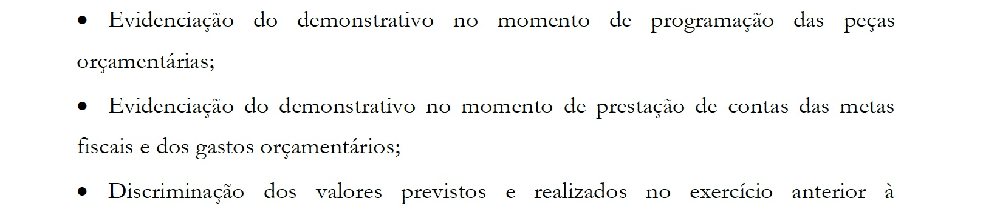 • Evidenciação do demonstrativo no momento de programação das peças
orçamentárias;
• Evidenciação do demonstrativo no momento de prestação de contas das metas
fiscais e dos gastos orçamentários;
• Discriminação dos valores previstos e realizados no exercício anterior à